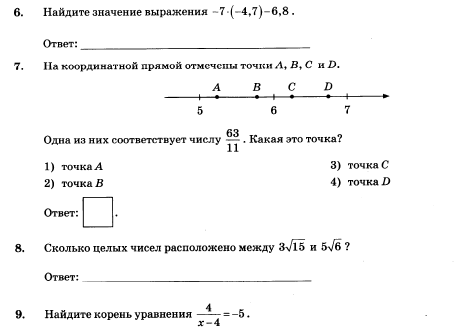 6. Найдите значение выражения −7·(−4,7)−6,8.
Ответ:
7. На координатной прямой отмечены точки A, B, C и D.
A B C D
5 6 7
Одна из них соответствует числу 63/11. Какая это точка?
1) точка A 3) точка C
2) точка B 4) точка D
Ответ: .
8. Сколько целых чисел расположено между 3√15 и 5√6 ?
Ответ:
9. Найдите корень уравнения 4/(x−4)=−5.